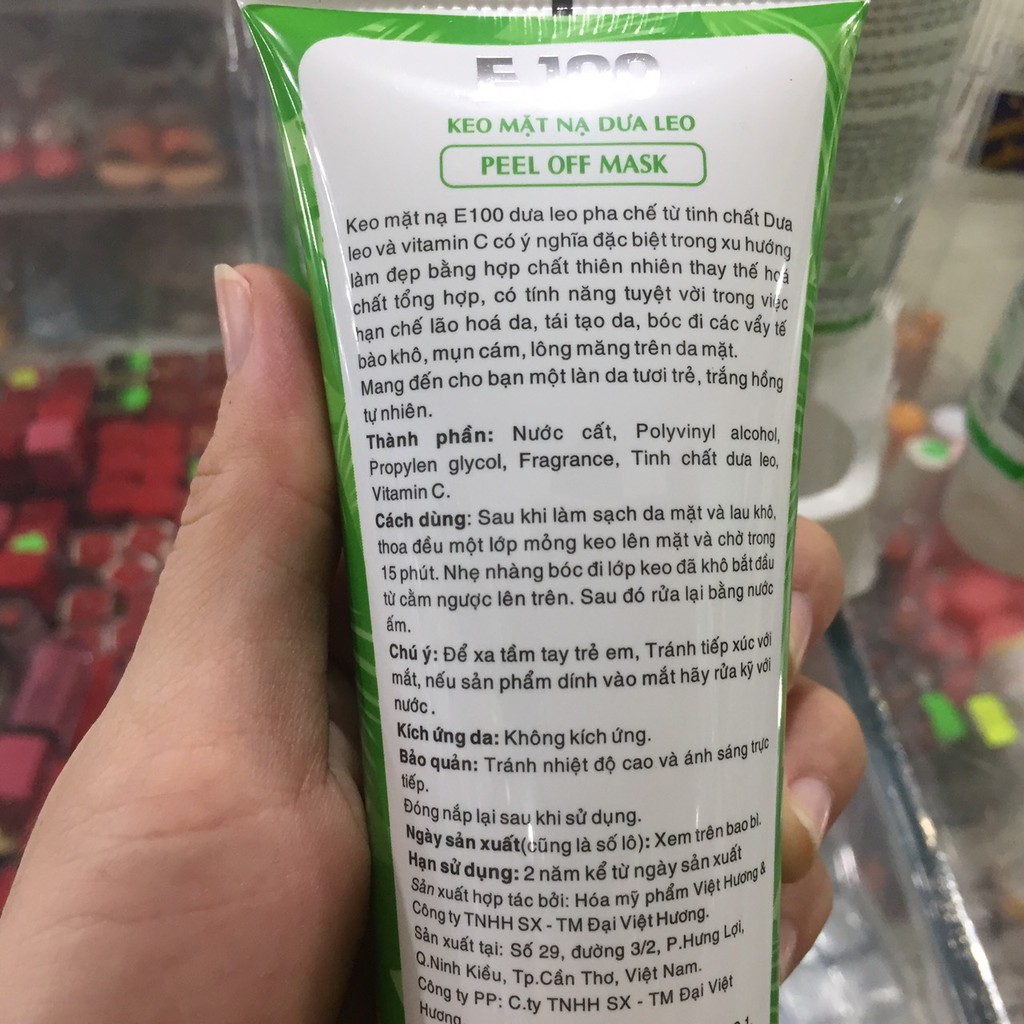 E 100
KEO MẶT NẠ DƯA LEO
PEEL OFF MASK
Keo mặt nạ E100 dưa leo pha chế từ tinh chất Dưa
leo và vitamin C có ý nghĩa đặc biệt trong xu hướng
làm đẹp bằng hợp chất thiên nhiên thay thế hoá
chất tổng hợp, có tính năng tuyệt vời trong việc
hạn chế lão hoá da, tái tạo da, bóc đi các vẩy tế
bào khô, mụn cám, lông măng trên da mặt.
Mang đến cho bạn một làn da tươi trẻ, trắng hồng
tự nhiên.
Thành phần: Nước cất, Polyvinyl alcohol,
Propylen glycol, Fragrance, Tinh chất dưa leo,
Vitamin C.
Cách dùng: Sau khi làm sạch da mặt và lau khô,
thoa đều một lớp mỏng keo lên mặt và chờ trong
15 phút. Nhẹ nhàng bóc đi lớp keo đã khô bắt đầu
từ cằm ngược lên trên. Sau đó rửa lại bằng nước
ấm.
Chú ý: Để xa tầm tay trẻ em, Tránh tiếp xúc với
mắt, nếu sản phẩm dính vào mắt hãy rửa kỹ với
nước.
Kích ứng da: Không kích ứng.
Bảo quản: Tránh nhiệt độ cao và ánh sáng trực
tiếp.
Đóng nắp lại sau khi sử dụng.
Ngày sản xuất(cũng là số lô): Xem trên bao bì.
Hạn sử dụng: 2 năm kể từ ngày sản xuất
Sản xuất hợp tác bởi: Hóa mỹ phẩm Việt Hương &
Công ty TNHH SX - TM Đại Việt Hương.
Sản xuất tại: Số 29, đường 3/2, P.Hưng Lợi,
Q.Ninh Kiều, Tp.Cần Thơ, Việt Nam.
Công ty PP: C.ty TNHH SX - TM Đại Việt
Hương